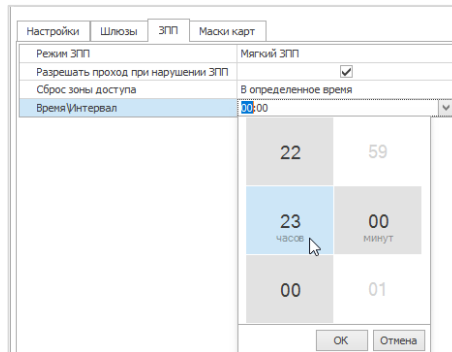 Настройки Шлюзы ЗПП Маски карт
Режим ЗПП Мягкий ЗПП
Разрешать проход при нарушении ЗПП
Сброс зоны доступа В определенное время
Время\Интервал 00:00
22 59
23 00
часов минут
00 01
OK Отмена